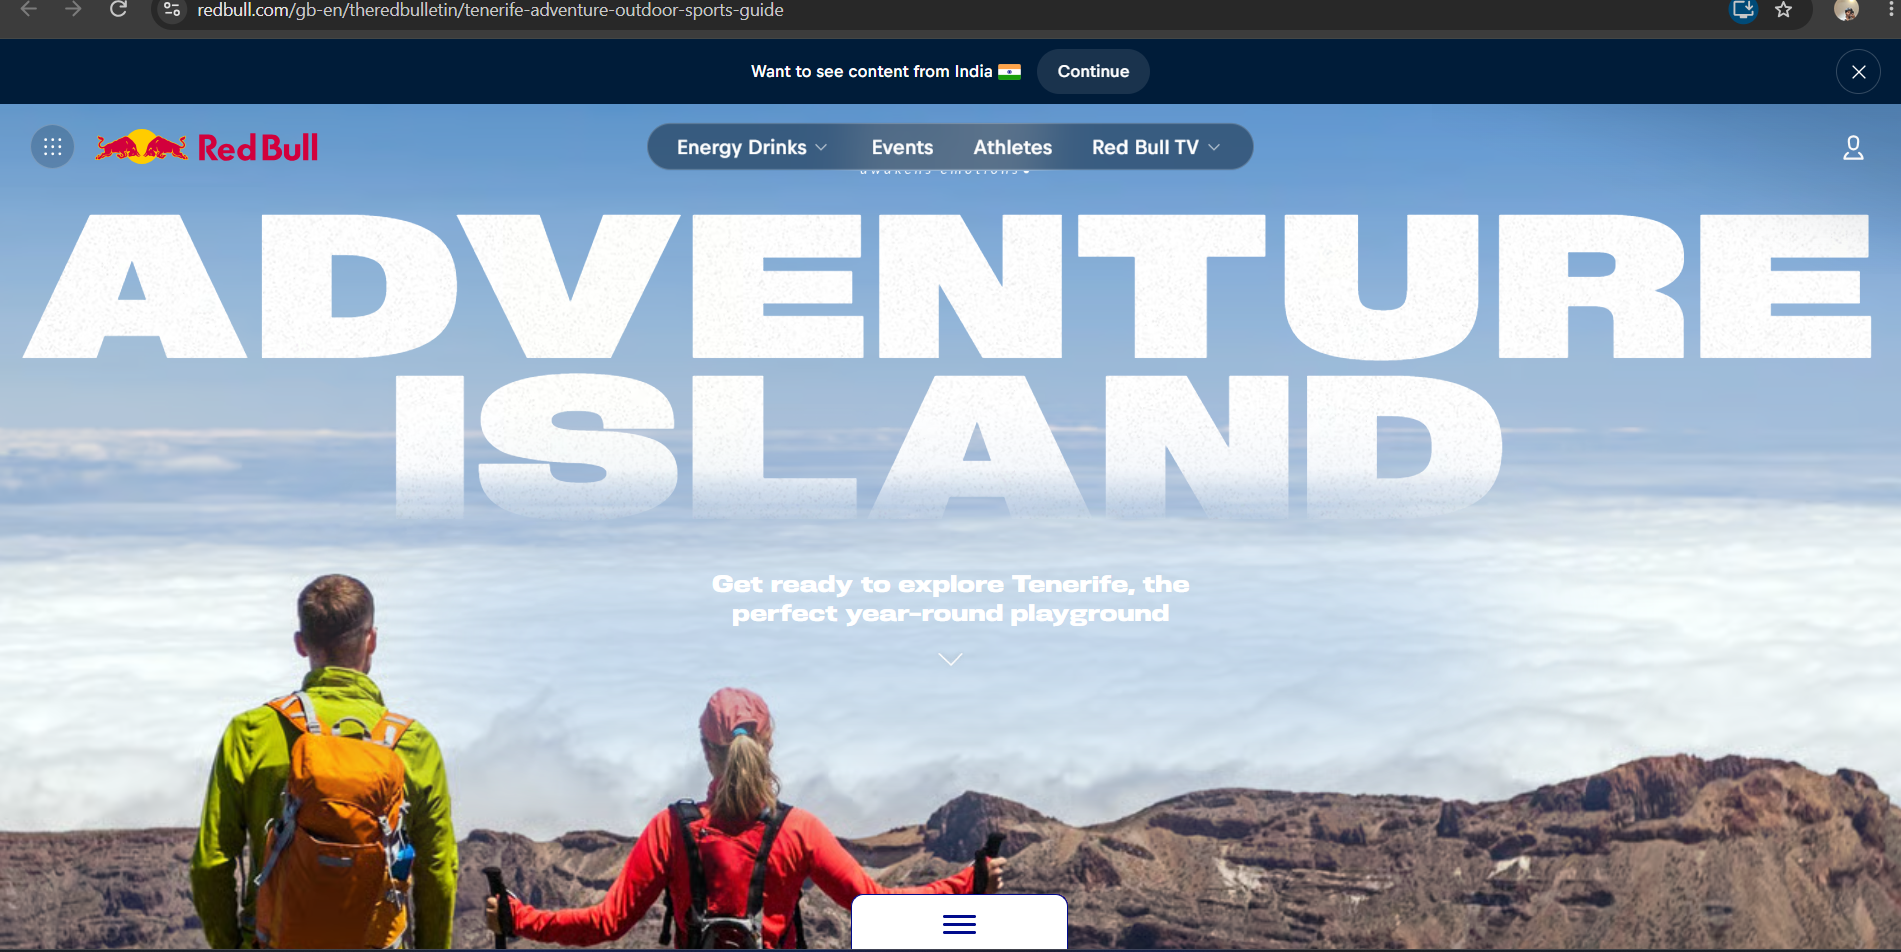 redbull.com/gb-en/theredbulletin/tenerife-adventure-outdoor-sports-guide
Want to see content from India Continue
Red Bull Energy Drinks Events Athletes Red Bull TV
awakens emotions
ADVENTURE
ISLAND
Get ready to explore Tenerife, the
perfect year-round playground